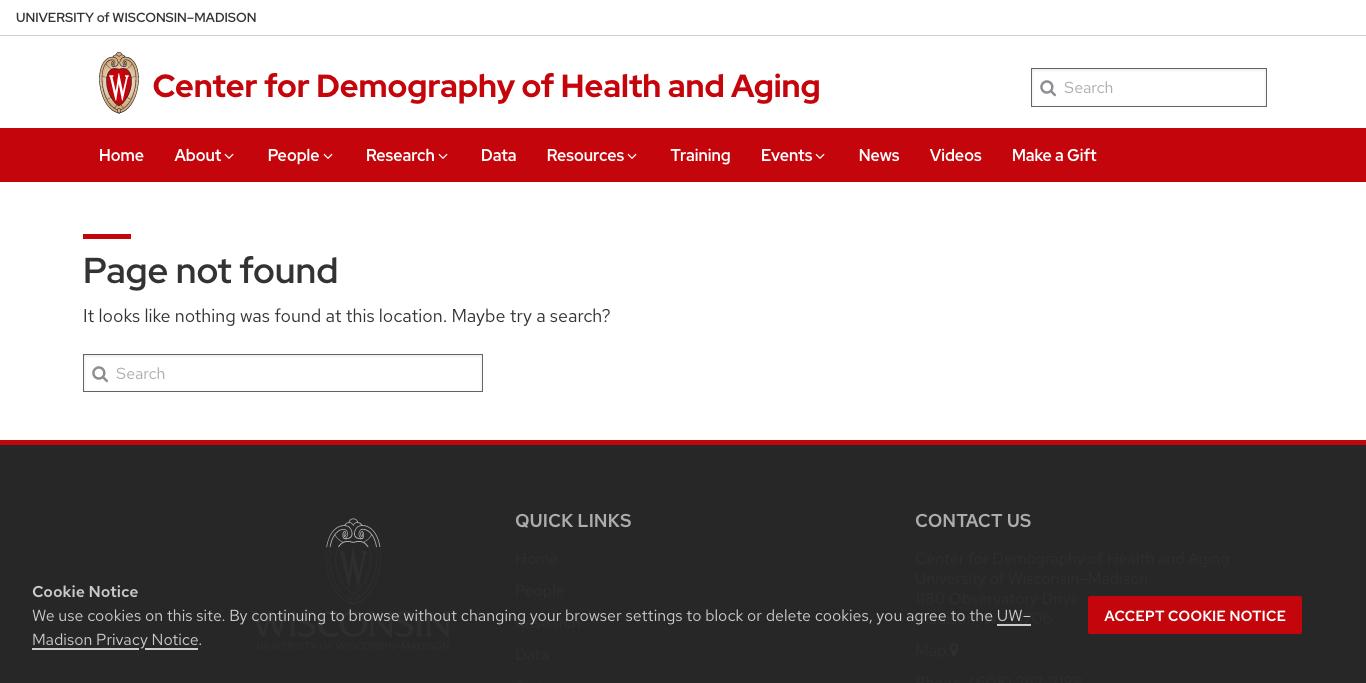 UNIVERSITY of WISCONSIN–MADISON
Center for Demography of Health and Aging
Search
Home About People Research Data Resources Training Events News Videos Make a Gift
Page not found
It looks like nothing was found at this location. Maybe try a search?
Search
QUICK LINKS
CONTACT US
Home
Center for Demography of Health and Aging
University of Wisconsin–Madison
People
1180 Observatory Drive
Cookie Notice
We use cookies on this site. By continuing to browse without changing your browser settings to block or delete cookies, you agree to the UW–
Madison Privacy Notice.
ACCEPT COOKIE NOTICE
WISCONSIN
UNIVERSITY OF WISCONSIN–MADISON
Data
Map